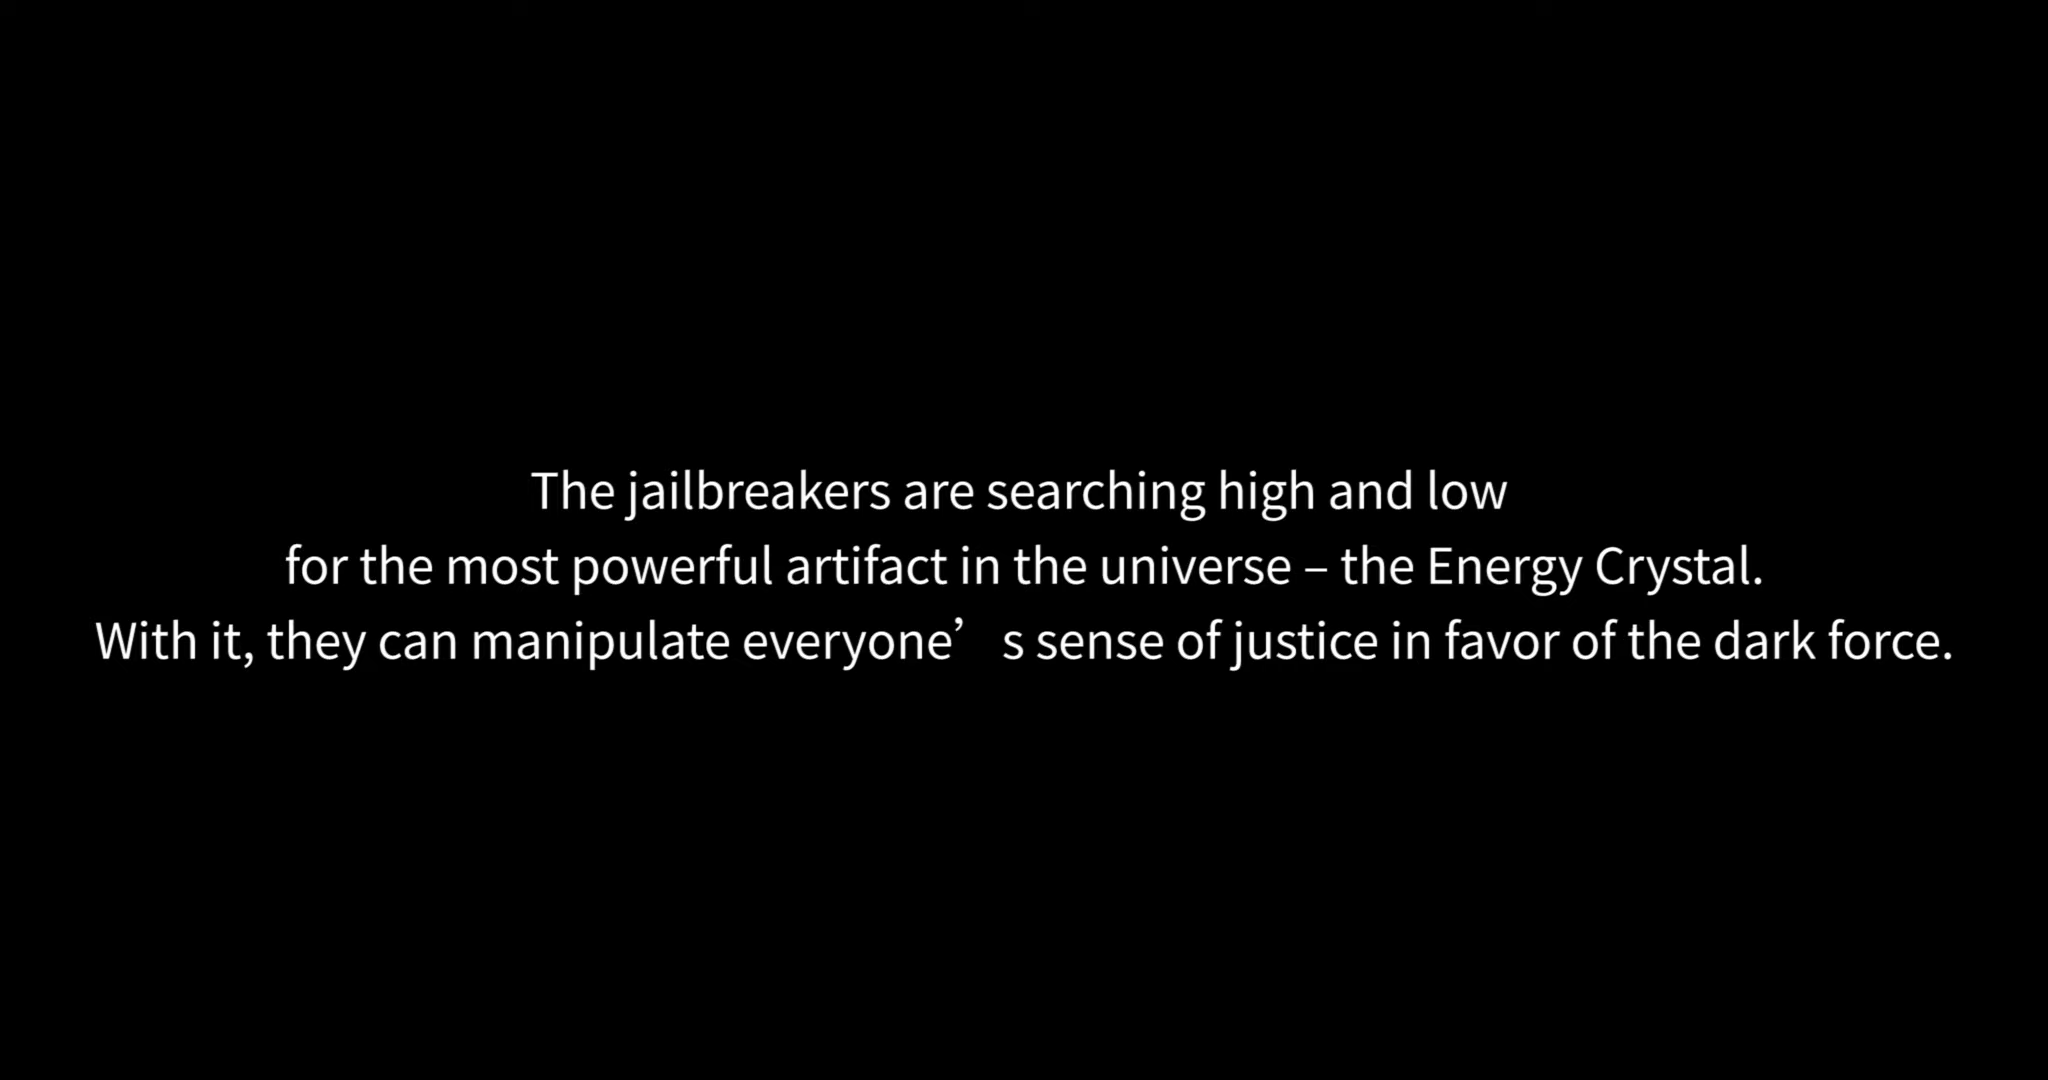 The jailbreakers are searching high and low
for the most powerful artifact in the universe – the Energy Crystal.
With it, they can manipulate everyone’s sense of justice in favor of the dark force.